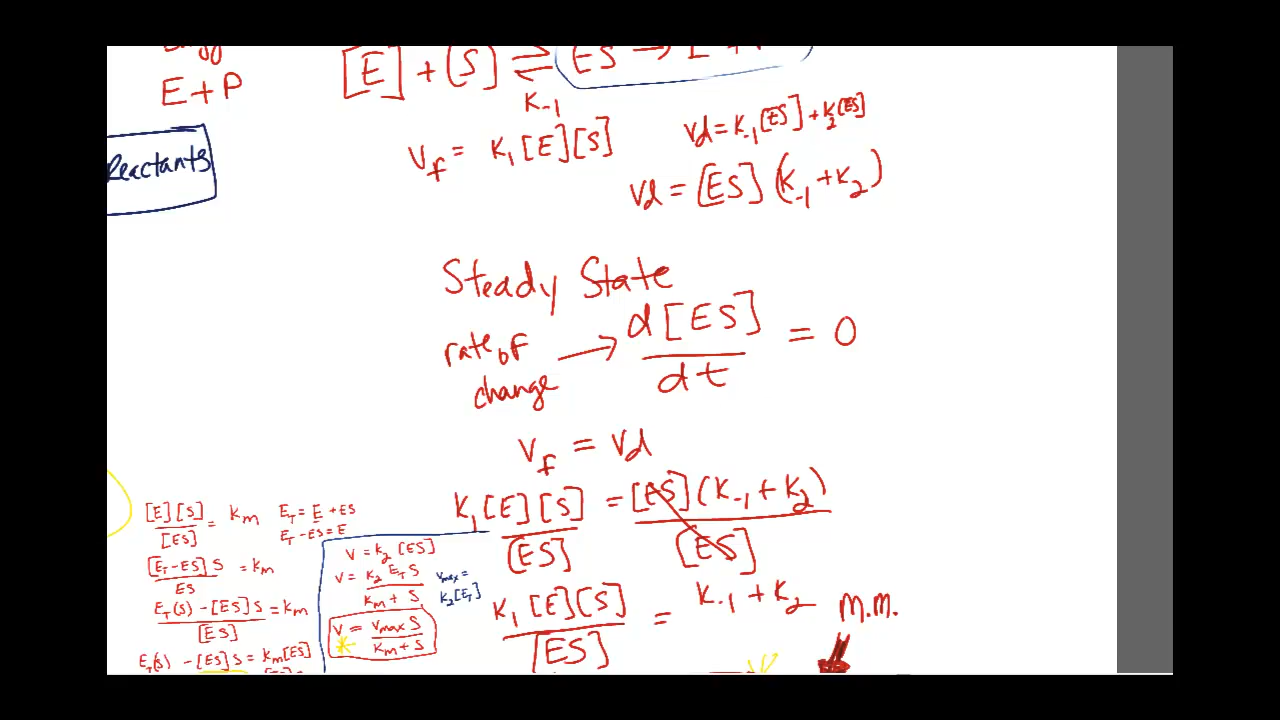 E+P
[E] + [S] ⇌ ES → E + P
K-1
Reactants
Vf = K1[E][S]
Vd = K-1[ES] + K2[ES]
Vd = [ES](K-1 + K2)
Steady State
rate of change → d[ES]/dt = 0
Vf = Vd
K1[E][S]/[ES] = [ES](K-1 + K2)/[ES]
K1[E][S]/[ES] = K-1 + K2
M.M.
[E][S]/[ES] = Km
ET = E + ES
ET - ES = E
[ET - ES]S/ES = Km
ET(S) - [ES]S/[ES] = Km
ET(S) - [ES]S = Km[ES]
V = K2[ES]
V = K2 ET S/Km + S
Vmax = K2[ET]
V = Vmax S/Km + S